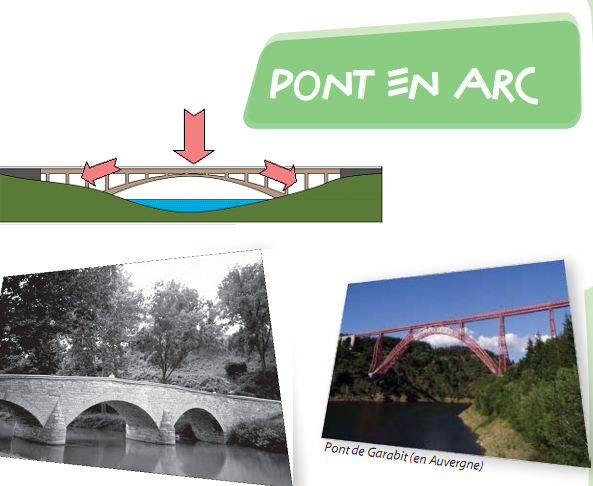 PONT EN ARC
Pont de Garabit (en Auvergne)